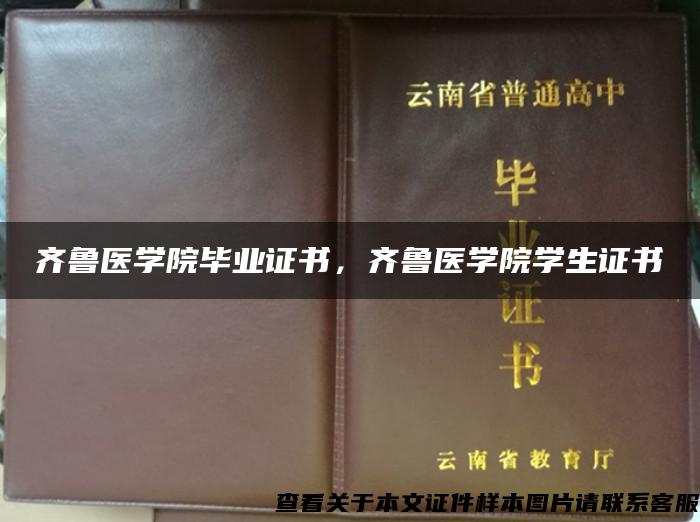 云南省普通高中
毕业证书
齐鲁医学院毕业证书，齐鲁医学院学生证书
云南省教育厅
查看关于本文证件样本图片请联系客服